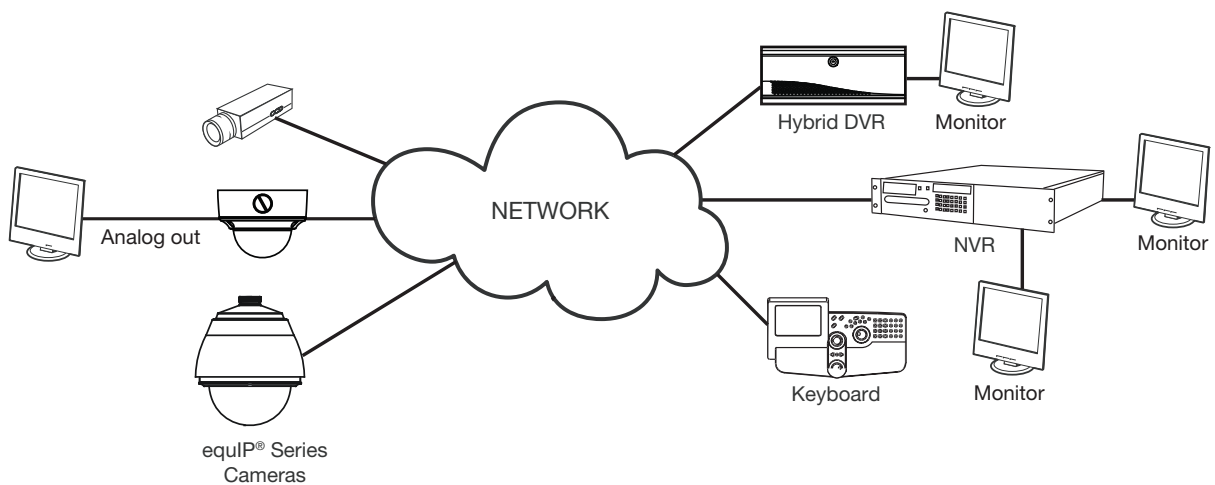 Hybrid DVR
Monitor
NETWORK
Analog out
NVR
Monitor
Keyboard
Monitor
equIP® Series
Cameras